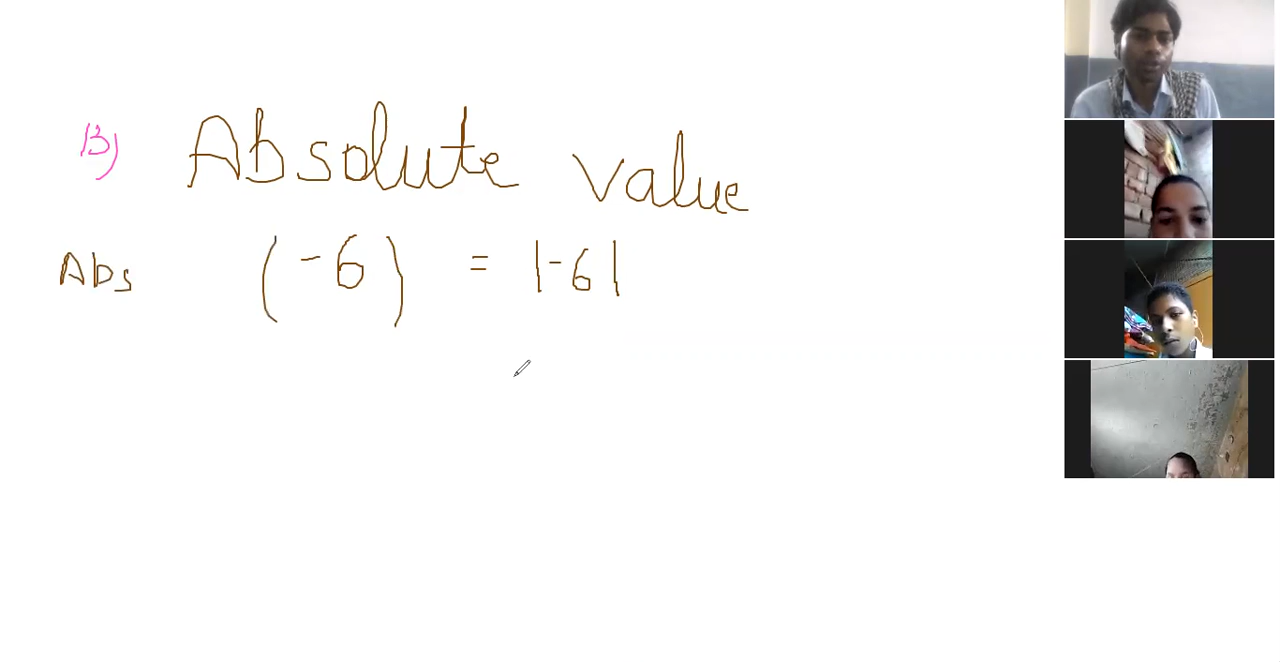 B) Absolute value
Abs (-6) = |-6|